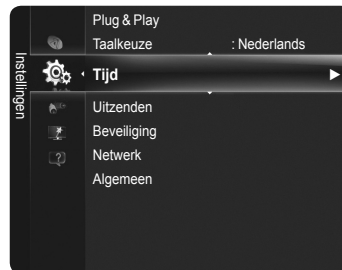 Instellingen
Plug & Play
Taalkeuze : Nederlands
Tijd
Uitzenden
Beveiliging
Netwerk
Algemeen